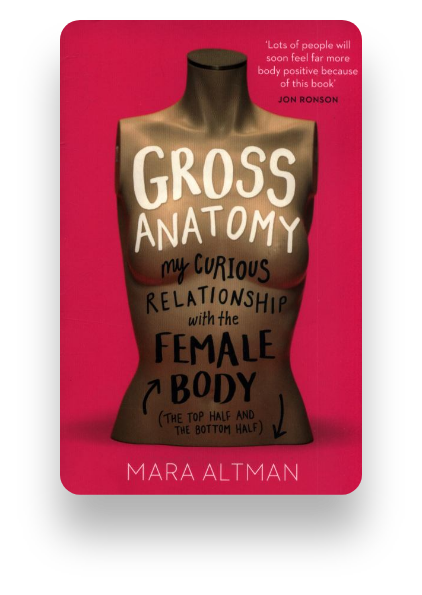 'Lots of people will
soon feel far more
body positive because
of this book'
JON RONSON
GROSS
ANATOMY
my CURIOUS
RELATIONSHIP
with the
FEMALE
BODY
(THE TOP HALF AND
THE BOTTOM HALF)
MARA ALTMAN